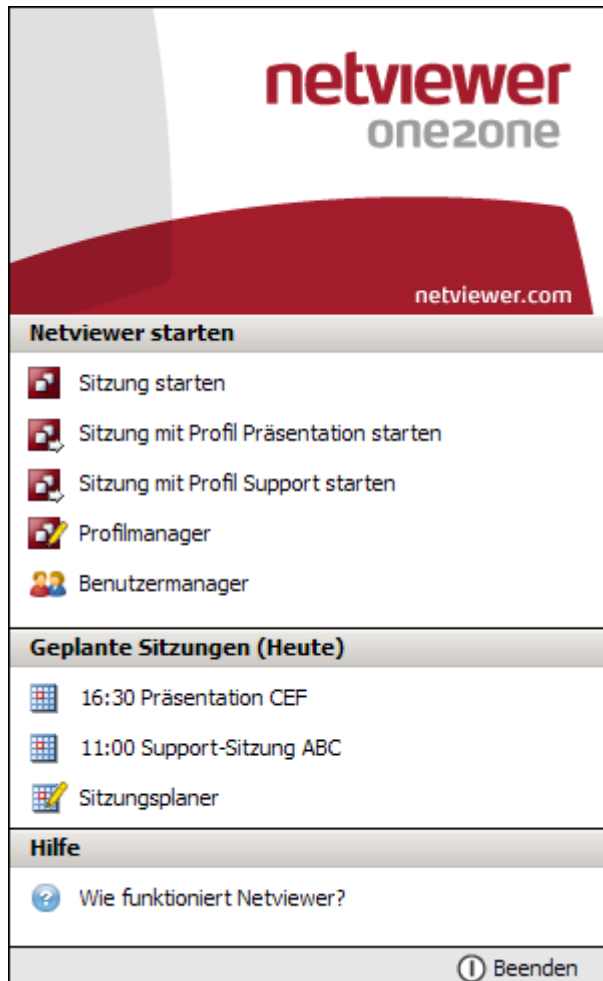 netviewer
one2one
netviewer.com
Netviewer starten
Sitzung starten
Sitzung mit Profil Präsentation starten
Sitzung mit Profil Support starten
Profilmanager
Benutzermanager
Geplante Sitzungen (Heute)
16:30 Präsentation CEF
11:00 Support-Sitzung ABC
Sitzungsplaner
Hilfe
Wie funktioniert Netviewer?
Beenden